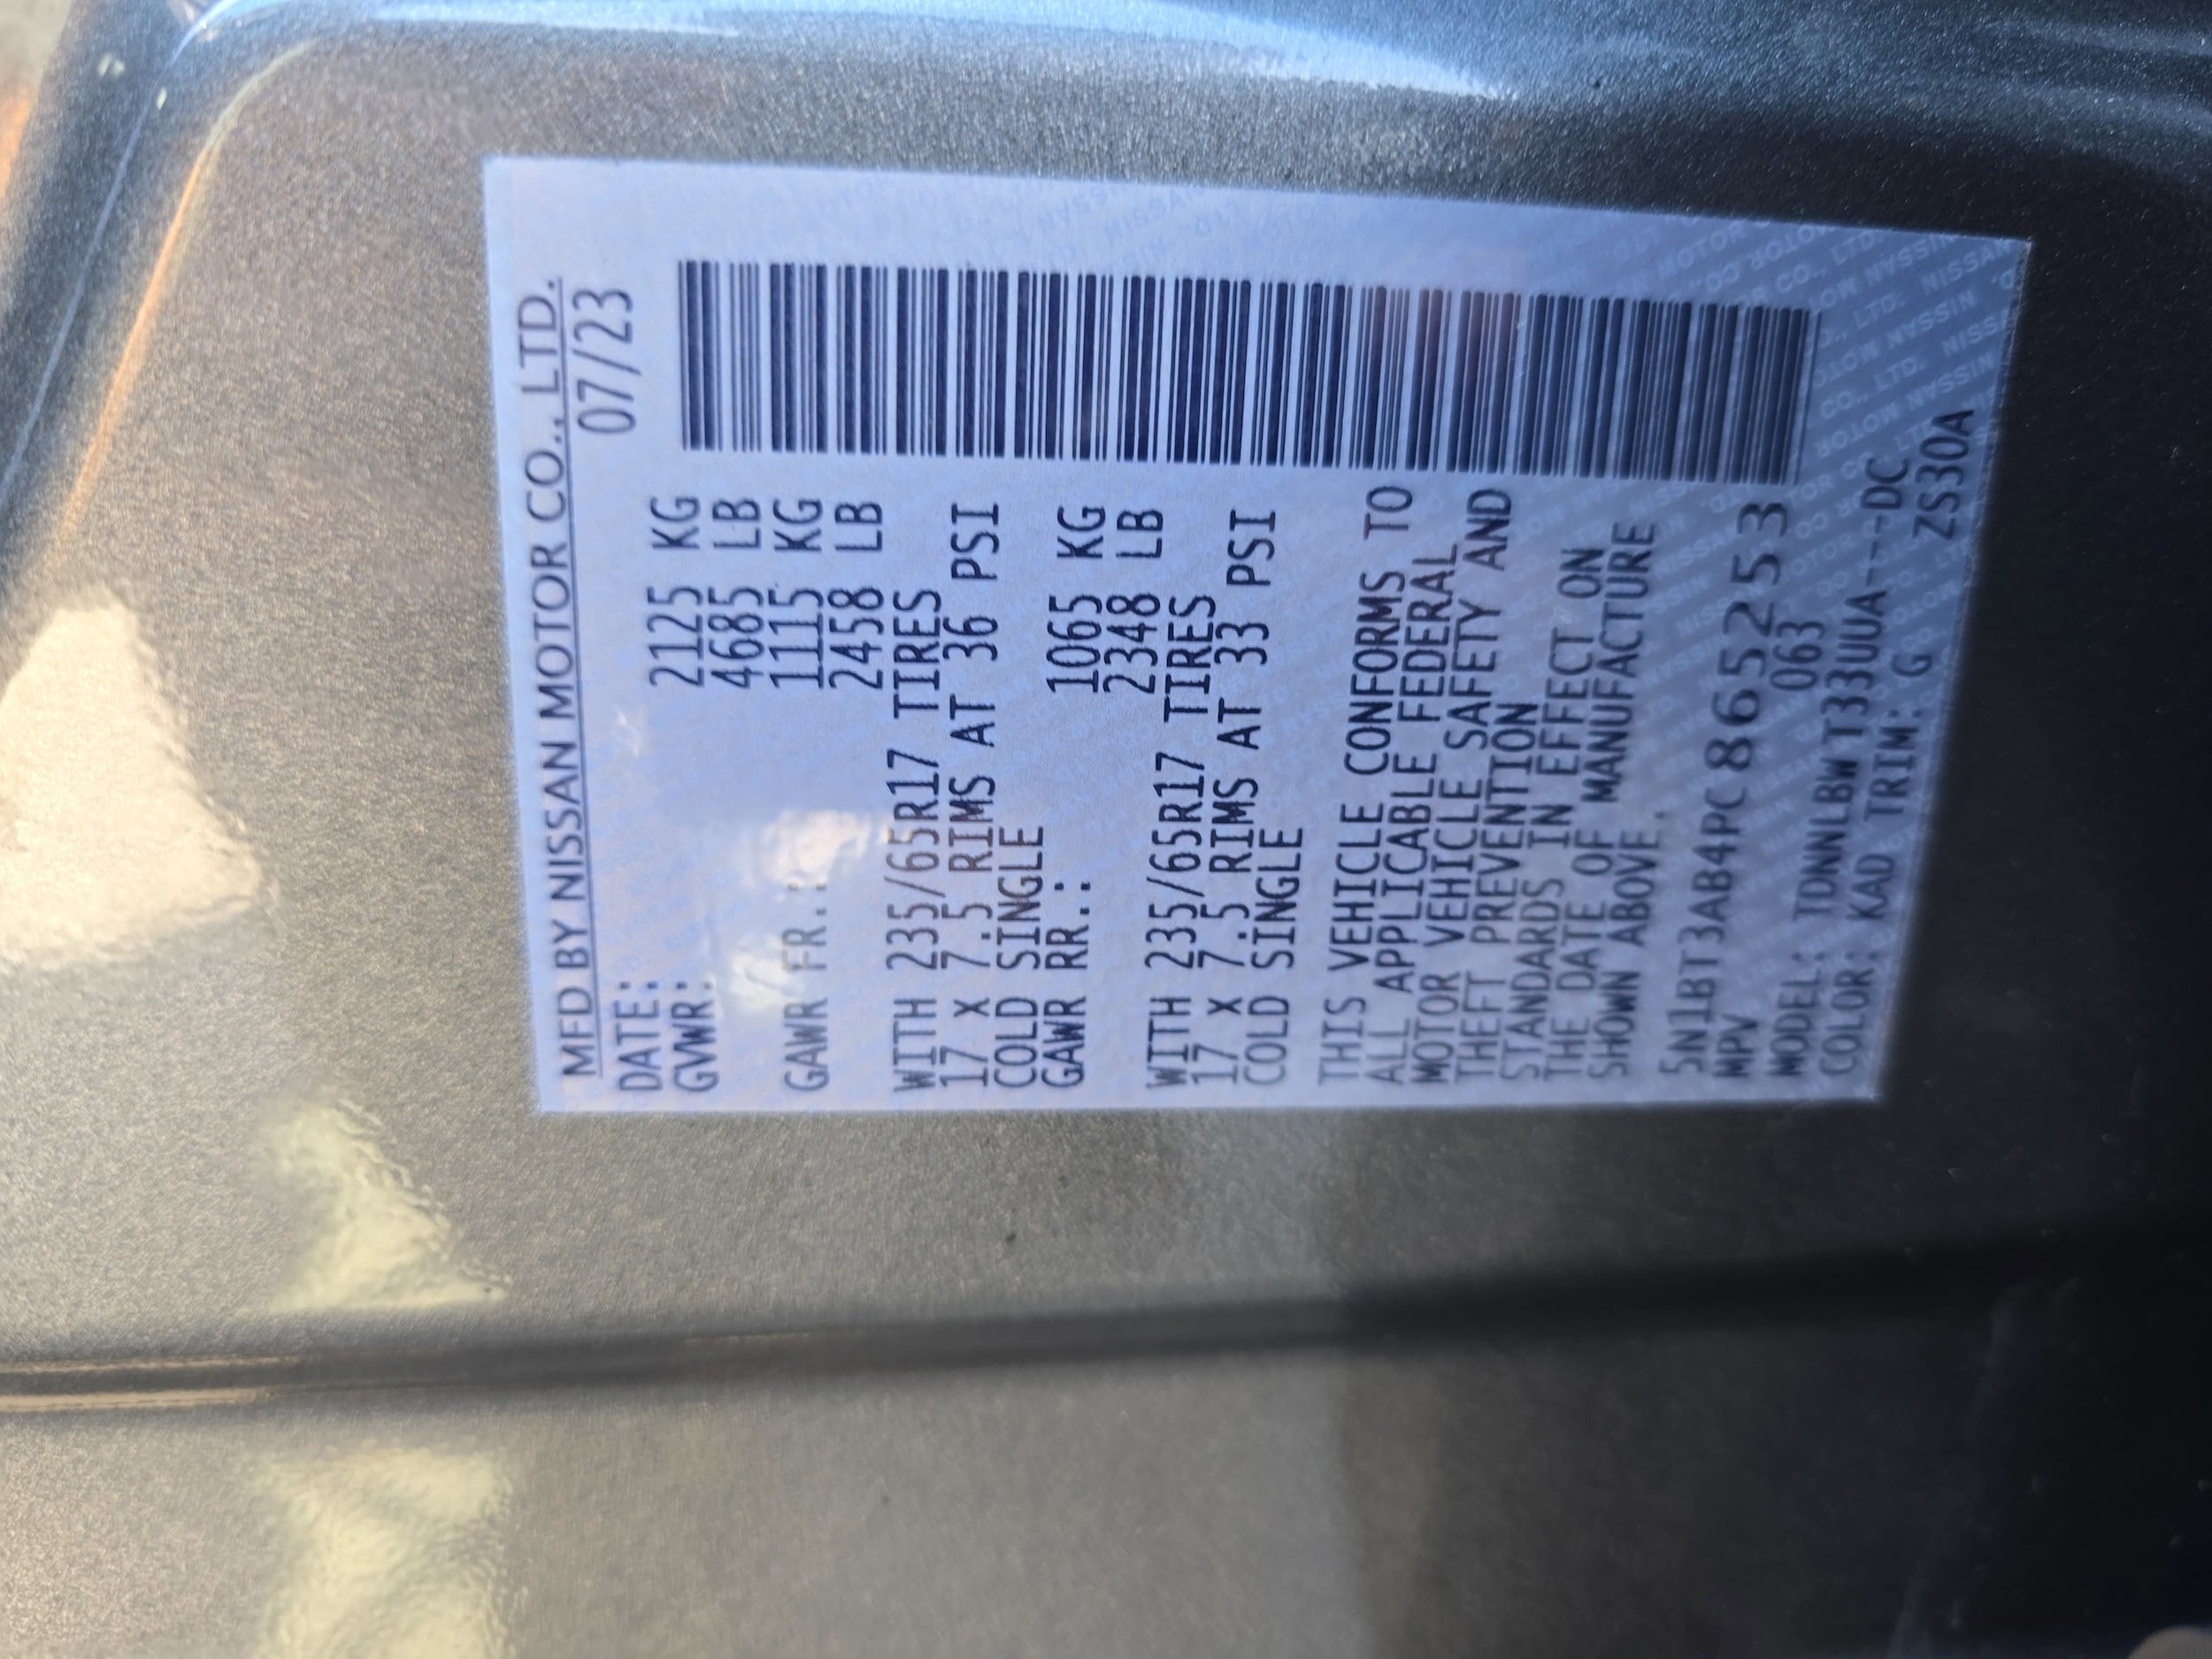 MFD BY NISSAN MOTOR CO., LTD.
DATE: 07/23
GVWR: 2125 KG
4685 LB
GAWR FR.: 1115 KG
2458 LB
WITH 235/65R17 TIRES
17 X 7.5 RIMS AT 36 PSI
COLD SINGLE
GAWR RR.: 1065 KG
2348 LB
WITH 235/65R17 TIRES
17 X 7.5 RIMS AT 33 PSI
COLD SINGLE
THIS VEHICLE CONFORMS TO
ALL APPLICABLE FEDERAL
MOTOR VEHICLE SAFETY AND
THEFT PREVENTION
STANDARDS IN EFFECT ON
THE DATE OF MANUFACTURE
SHOWN ABOVE.
5N1BT3AB4PC865253
MPV 063
MODEL: TDNNLBWT33UUA---DC
COLOR: KAD TRIM: G ZS30A